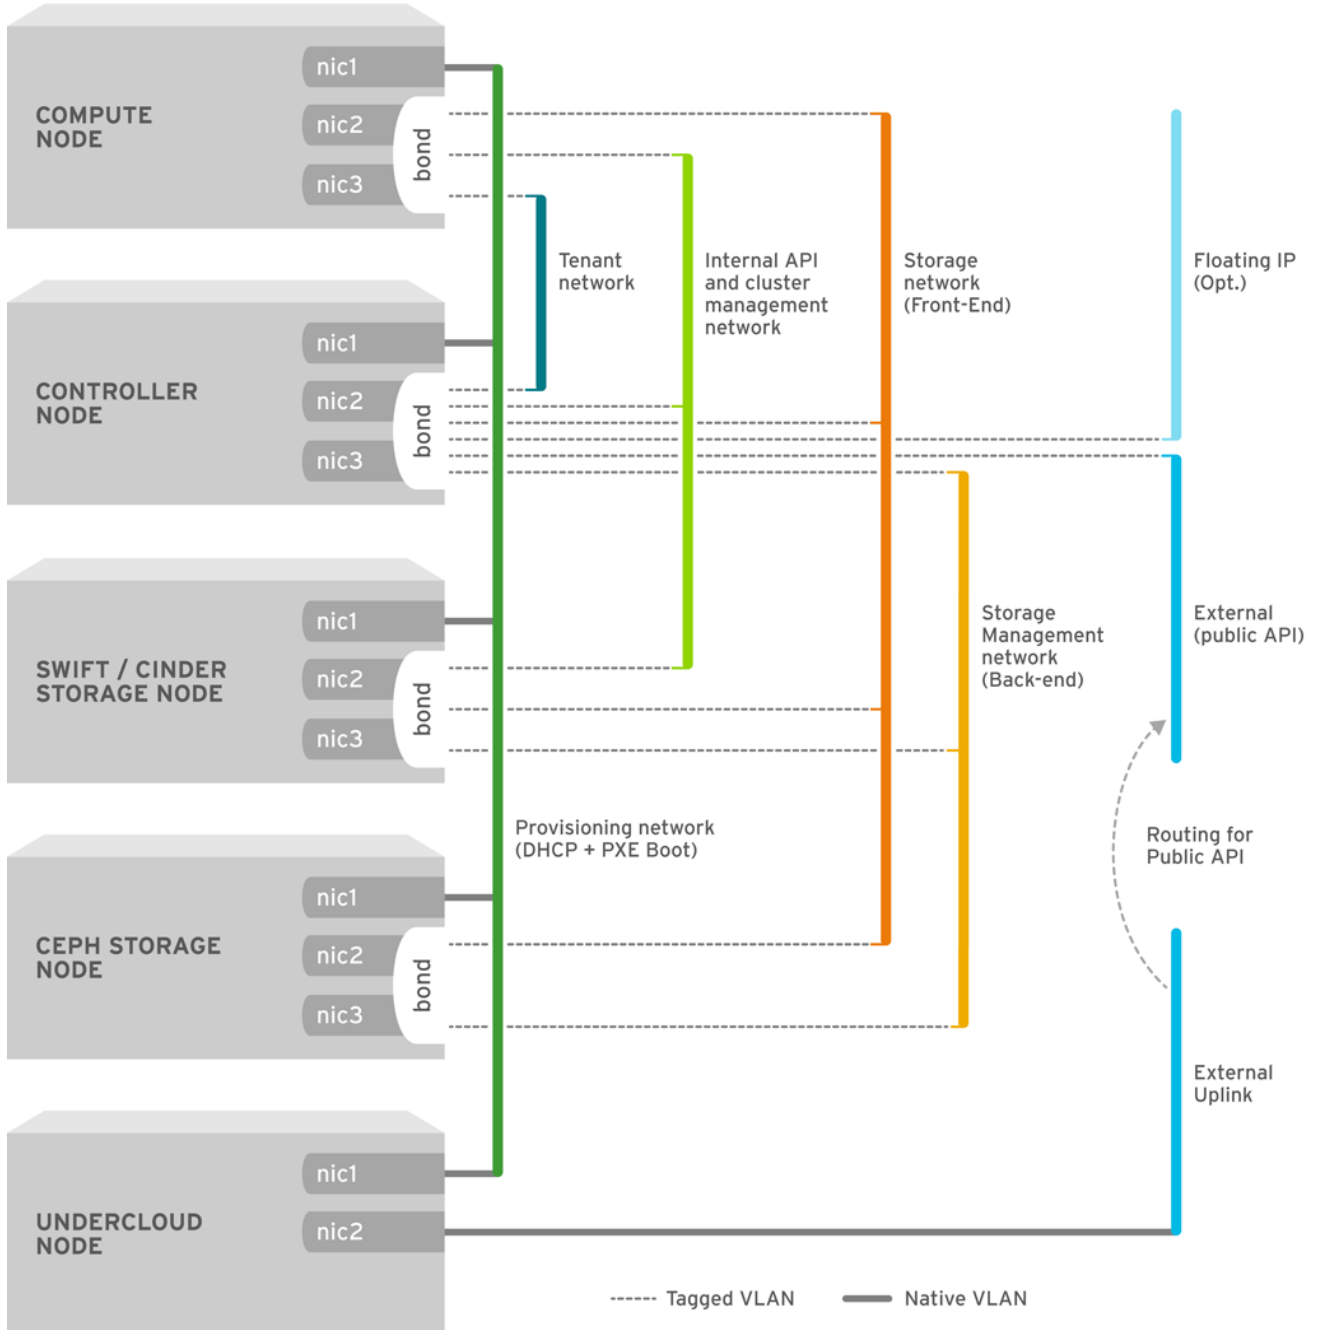 nic1
COMPUTE
NODE
nic2
nic3
bond
Tenant
network
Internal API
and cluster
management
network
Storage
network
(Front-End)
Floating IP
(Opt.)
nic1
CONTROLLER
NODE
nic2
nic3
bond
nic1
SWIFT / CINDER
STORAGE NODE
nic2
nic3
bond
Storage
Management
network
(Back-end)
External
(public API)
Provisioning network
(DHCP + PXE Boot)
Routing for
Public API
nic1
CEPH STORAGE
NODE
nic2
nic3
bond
External
Uplink
nic1
UNDERCLOUD
NODE
nic2
Tagged VLAN
Native VLAN